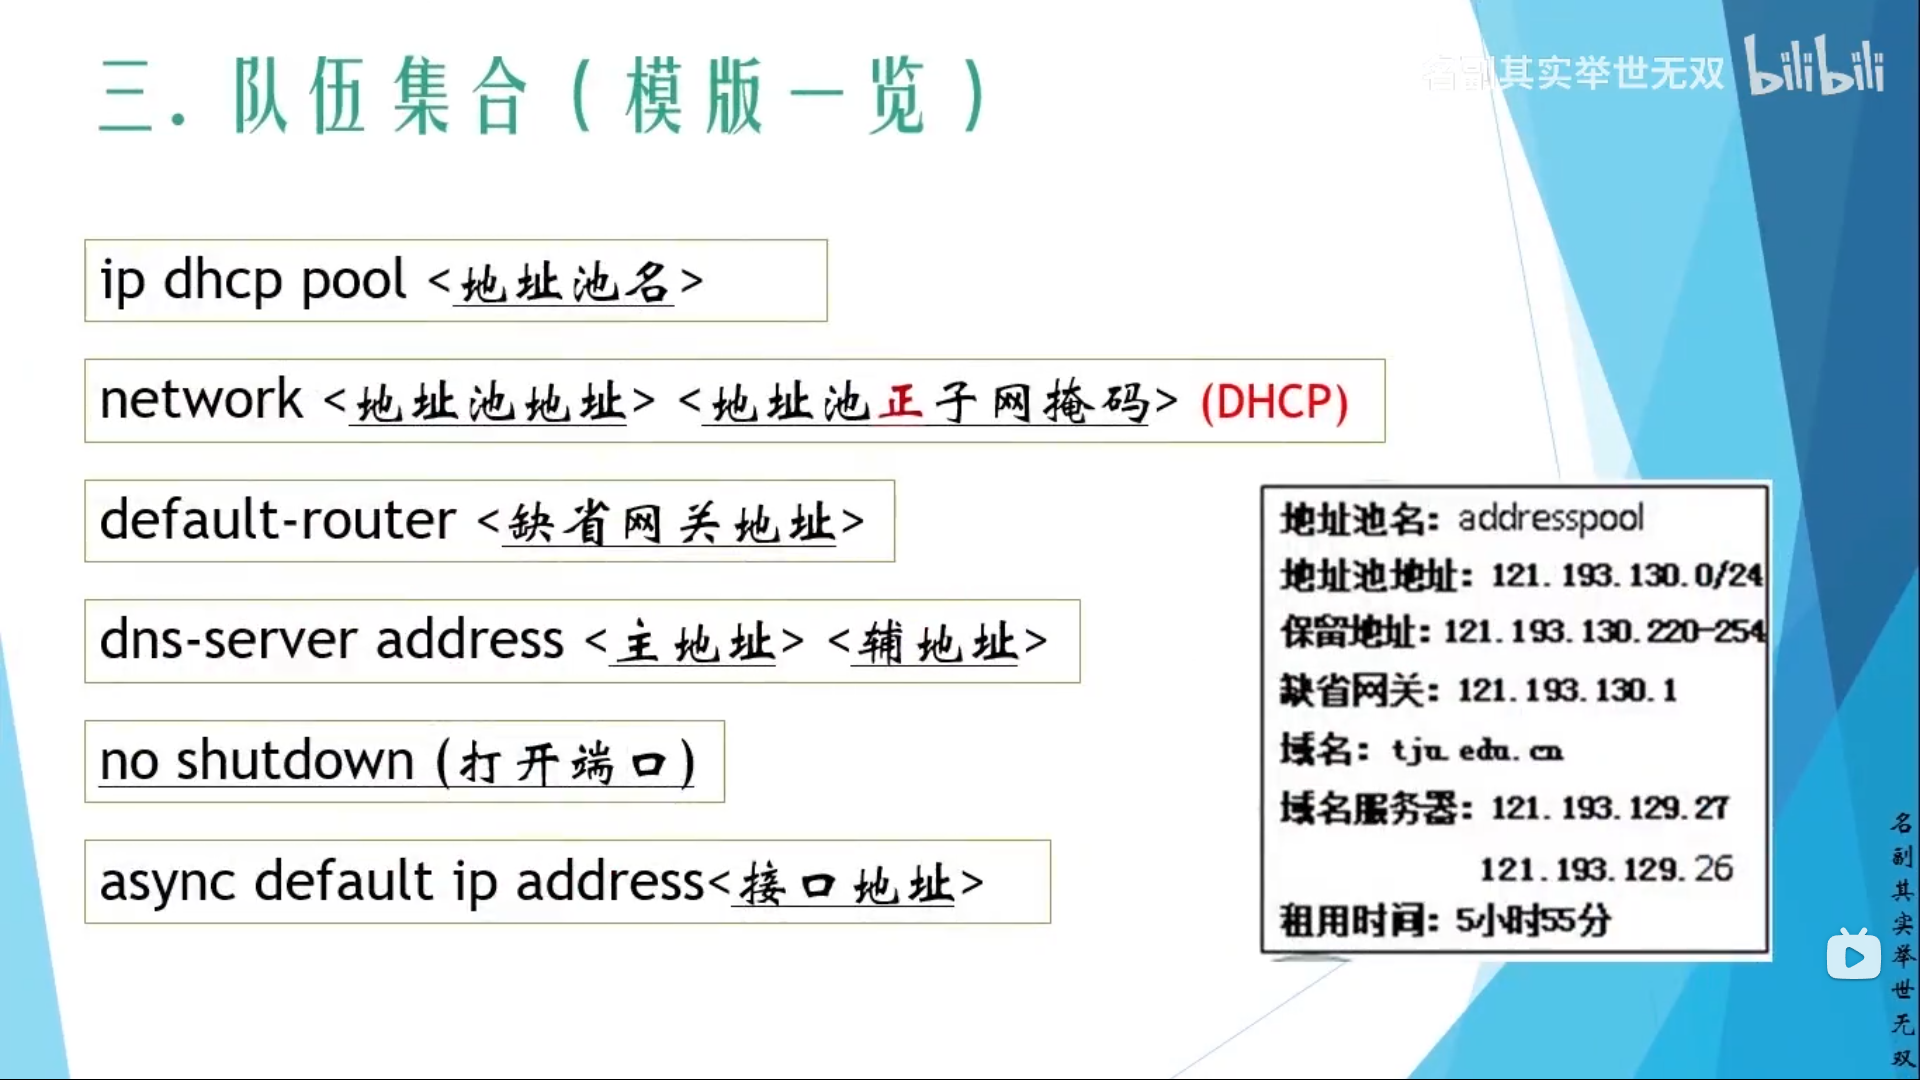 三.队伍集合(模版一览)
名副其实举世无双 bilibili
ip dhcp pool <地址池名>
network <地址池地址> <地址池正子网掩码> (DHCP)
default-router <缺省网关地址>
dns-server address <主地址> <辅地址>
no shutdown (打开端口)
async default ip address<接口地址>
地址池名: addresspool
地址池地址: 121.193.130.0/24
保留地址: 121.193.130.220-254
缺省网关: 121.193.130.1
域名: tju.edu.cn
域名服务器: 121.193.129.27
121.193.129.26
租用时间: 5小时55分
名副其实举世无双